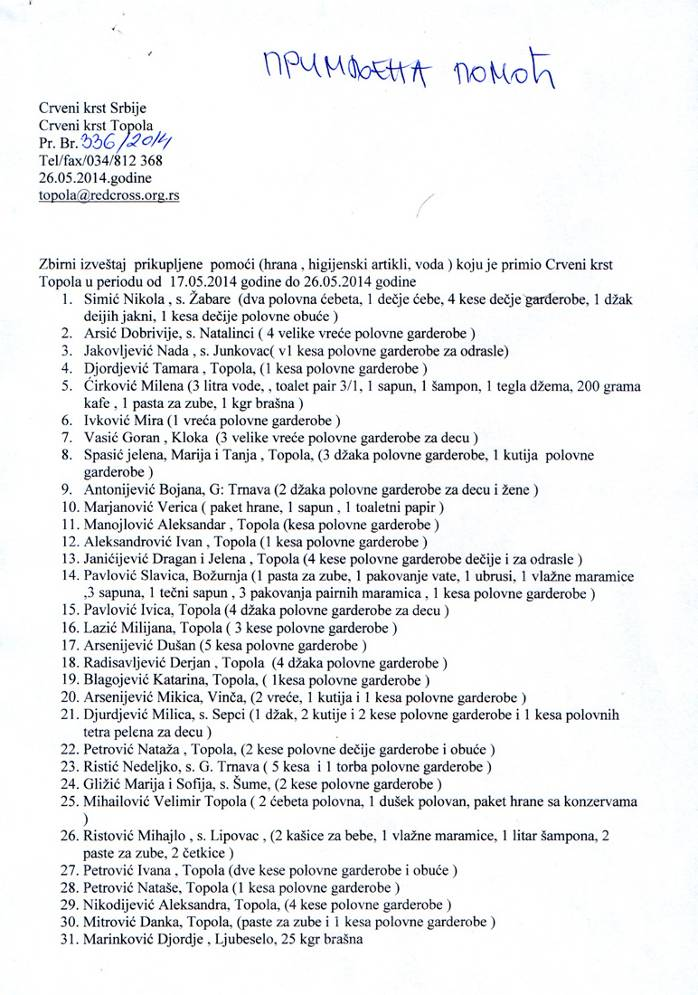 ПРИМЉЕНА ПОМОЋ
Crveni krst Srbije
Crveni krst Topola
Pr. Br. 336/2014
Tel/fax/034/812 368
26.05.2014.godine
topola@redcross.org.rs
Zbirni izveštaj prikupljene pomoći (hrana , higijenski artikli, voda ) koju je primio Crveni krst
Topola u periodu od 17.05.2014 godine do 26.05.2014 godine
1. Simić Nikola , s. Žabare (dva polovna ćebeta, 1 dečje ćebe, 4 kese dečje garderobe, 1 džak
deijih jakni, 1 kesa dečije polovne obuće )
2. Arsić Dobrivije, s. Natalinci ( 4 velike vreće polovne garderobe )
3. Jakovljević Nada , s. Junkovac( v1 kesa polovne garderobe za odrasle)
4. Djordjević Tamara , Topola, (1 kesa polovne garderobe )
5. Ćirković Milena (3 litra vode, , toalet pair 3/1, 1 sapun, 1 šampon, 1 tegla džema, 200 grama
kafe , 1 pasta za zube, 1 kgr brašna )
6. Ivković Mira (1 vreća polovne garderobe )
7. Vasić Goran , Kloka (3 velike vreće polovne garderobe za decu )
8. Spasić jelena, Marija i Tanja , Topola, (3 džaka polovne garderobe, 1 kutija polovne
garderobe )
9. Antonijević Bojana, G: Trnava (2 džaka polovne garderobe za decu i žene )
10. Marjanović Verica ( paket hrane, 1 sapun , 1 toaletni papir )
11. Manojlović Aleksandar , Topola (kesa polovne garderobe )
12. Aleksandrović Ivan , Topola (1 kesa polovne garderobe )
13. Janićijević Dragan i Jelena , Topola (4 kese polovne garderobe dečije i za odrasle )
14. Pavlović Slavica, Božurnja (1 pasta za zube, 1 pakovanje vate, 1 ubrusi, 1 vlažne maramice
,3 sapuna, 1 tečni sapun , 3 pakovanja pairnih maramica , 1 kesa polovne garderobe )
15. Pavlović Ivica, Topola (4 džaka polovne garderobe za decu )
16. Lazić Milijana, Topola ( 3 kese polovne garderobe )
17. Arsenijević Dušan (5 kesa polovne garderobe )
18. Radisavljević Derjan , Topola (4 džaka polovne garderobe )
19. Blagojević Katarina, Topola, ( 1kesa polovne garderobe )
20. Arsenijević Mikica, Vinča, (2 vreće, 1 kutija i 1 kesa polovne garderobe )
21. Djurdjević Milica, s. Sepci (1 džak, 2 kutije i 2 kese polovne garderobe i 1 kesa polovnih
tetra pelena za decu )
22. Petrović Nataža , Topola, (2 kese polovne dečije garderobe i obuće )
23. Ristić Nedeljko, s. G. Trnava ( 5 kesa i 1 torba polovne garderobe )
24. Gližić Marija i Sofija, s. Šume, (2 kese polovne garderobe )
25. Mihailović Velimir Topola ( 2 ćebeta polovna, 1 dušek polovan, paket hrane sa konzervama
)
26. Ristović Mihajlo , s. Lipovac , (2 kašice za bebe, 1 vlažne maramice, 1 litar šampona, 2
paste za zube, 2 četkice )
27. Petrović Ivana , Topola (dve kese polovne garderobe i obuće )
28. Petrović Nataše, Topola (1 kesa polovne garderobe )
29. Nikodijević Aleksandra, Topola, (4 kese polovne garderobe )
30. Mitrović Danka, Topola, (paste za zube i 1 kesa polovne garderobe )
31. Marinković Djordje , Ljubeselo, 25 kgr brašna